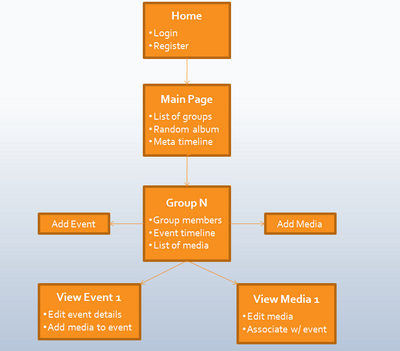 Home
•Login
•Register
Main Page
•List of groups
•Random album
•Meta timeline
Group N
•Group members
•Event timeline
•List of media
Add Event
Add Media
View Event 1
•Edit event details
•Add media to event
View Media 1
•Edit media
•Associate w/ event